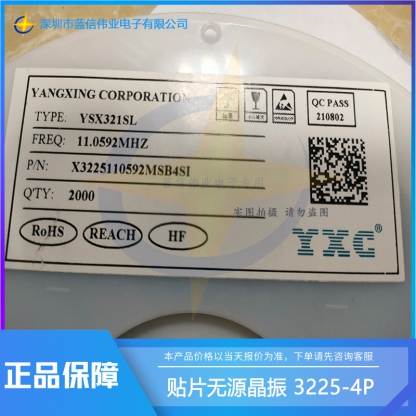 深圳市蓝信伟业电子有限公司
YANGXING CORPORATION
TYPE: YSX321SL
FREQ: 11.0592MHZ
P/N: X3225110592MSB4SI
QTY: 2000
QC PASS
210802
RoHS REACH HF
YXC®
实图拍摄 请勿盗图
本产品价格以当天报价为准,下单请先咨询客服
正品保障
贴片无源晶振 3225-4P